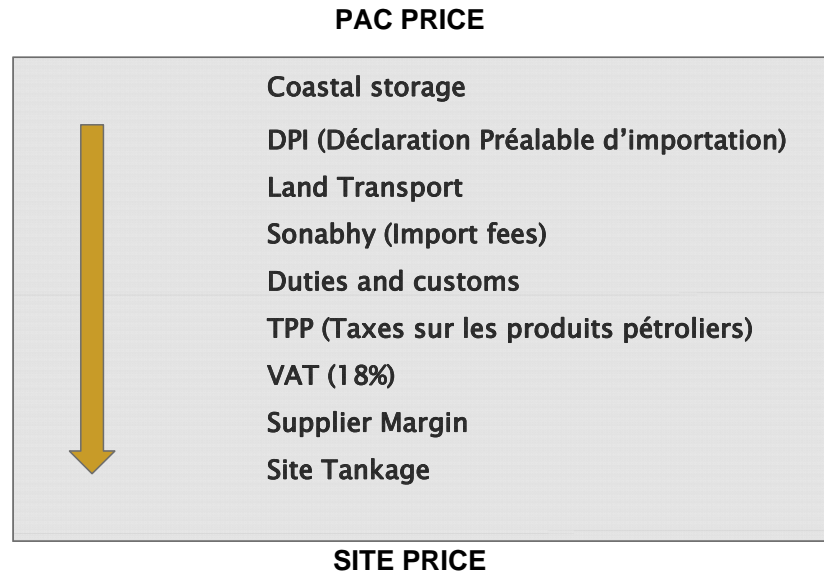 PAC PRICE
Coastal storage
DPI (Déclaration Préalable d'importation)
Land Transport
Sonabhy (Import fees)
Duties and customs
TPP (Taxes sur les produits pétroliers)
VAT (18%)
Supplier Margin
Site Tankage
SITE PRICE